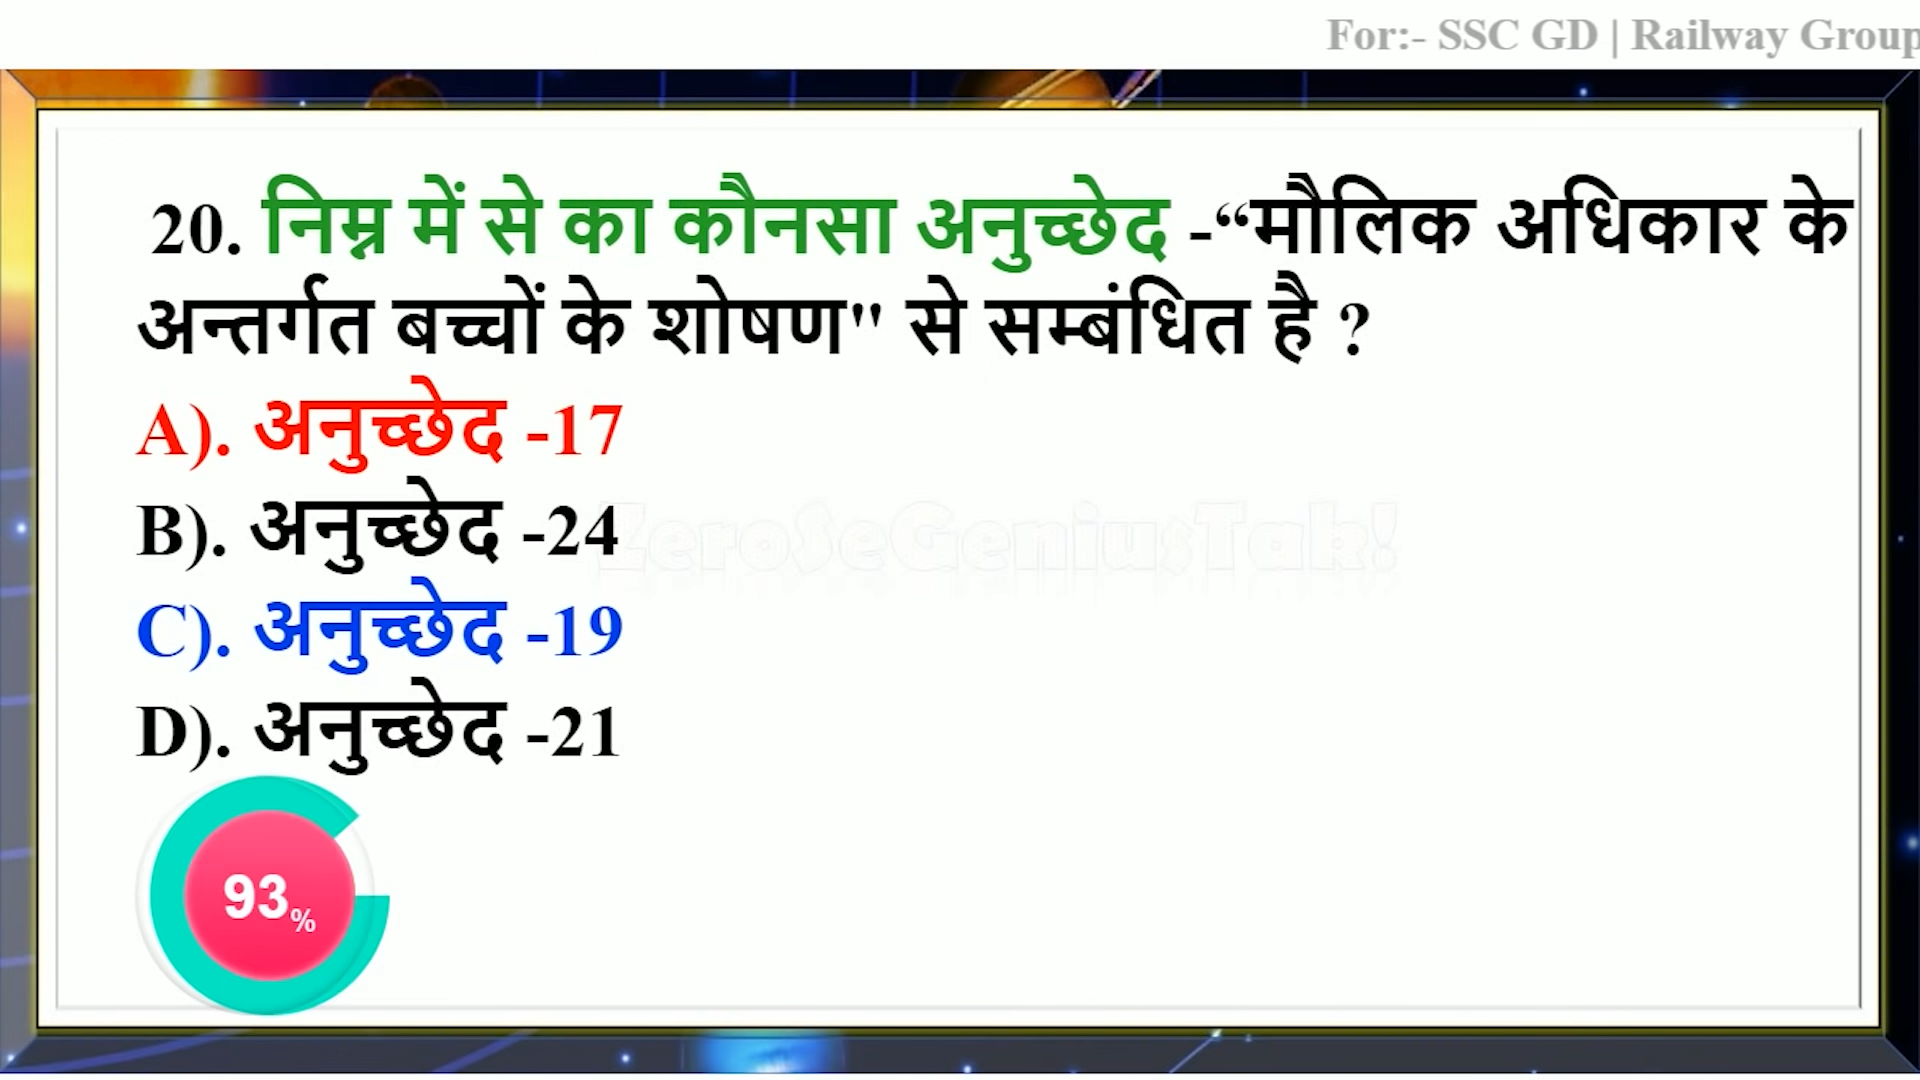 For:- SSC GD | Railway Group
20. निम्न में से का कौनसा अनुच्छेद -“मौलिक अधिकार के
अन्तर्गत बच्चों के शोषण" से सम्बंधित है ?
A). अनुच्छेद -17
B). अनुच्छेद -24
ZeroSeGeniusTak!
C). अनुच्छेद -19
D). अनुच्छेद -21
93%